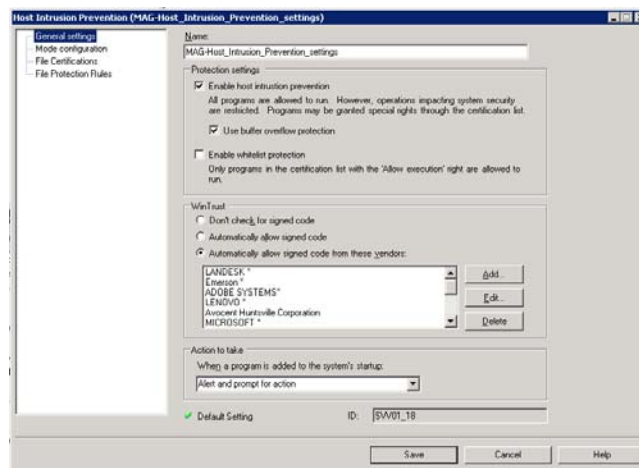 Host Intrusion Prevention (MAG-Host_Intrusion_Prevention_settings)
General settings
Mode configuration
File Certifications
File Protection Rules
Name:
MAG-Host_Intrusion_Prevention_settings
Protection settings
Enable host intrustion prevention
All programs are allowed to run. However, operations impacting system security
are restricted. Programs may be granted special rights through the certification list.
Use buffer overflow protection
Enable whitelist protection
Only programs in the certification list with the 'Allow execution' right are allowed to
run.
WinTrust
Don't check for signed code
Automatically allow signed code
Automatically allow signed code from these vendors:
LANDESK *
Emerson *
ADOBE SYSTEMS*
LENOVO *
Avocent Huntsville Corporation
MICROSOFT *
Add...
Edit...
Delete
Action to take
When a program is added to the system's startup:
Alert and prompt for action
Default Setting
ID:
SW01_18
Save
Cancel
Help